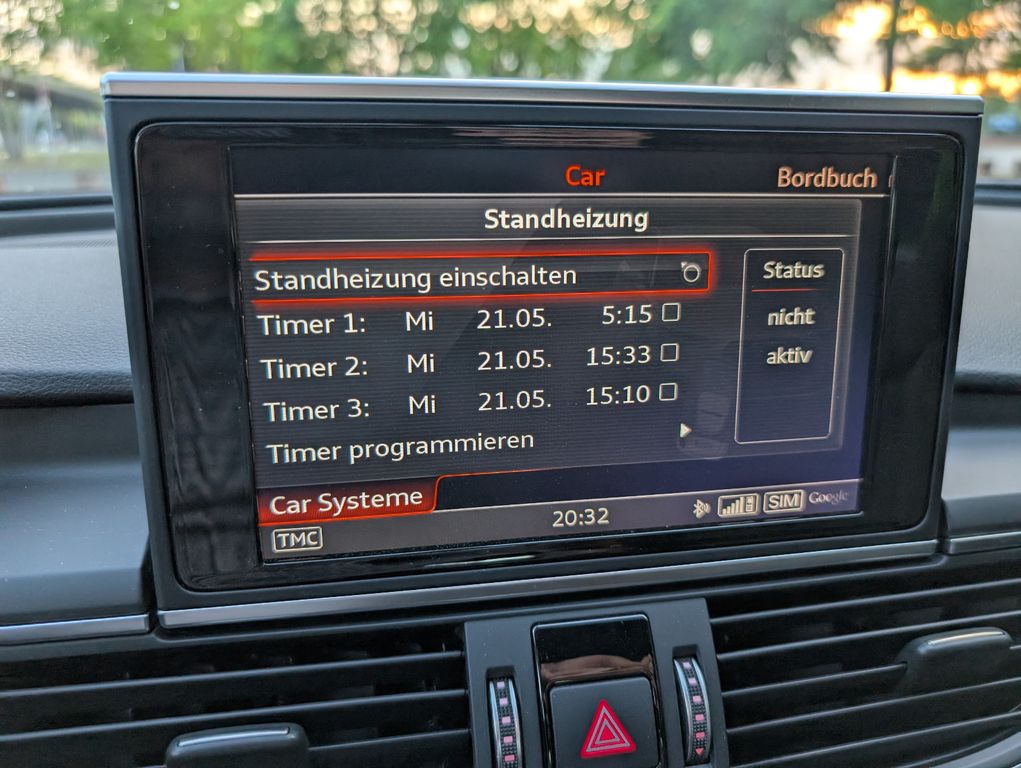 Car Bordbuch
Standheizung
Standheizung einschalten
Timer 1: Mi 21.05. 5:15
Timer 2: Mi 21.05. 15:33
Timer 3: Mi 21.05. 15:10
Timer programmieren
Status
nicht
aktiv
Car Systeme
TMC 20:32 SIM Google